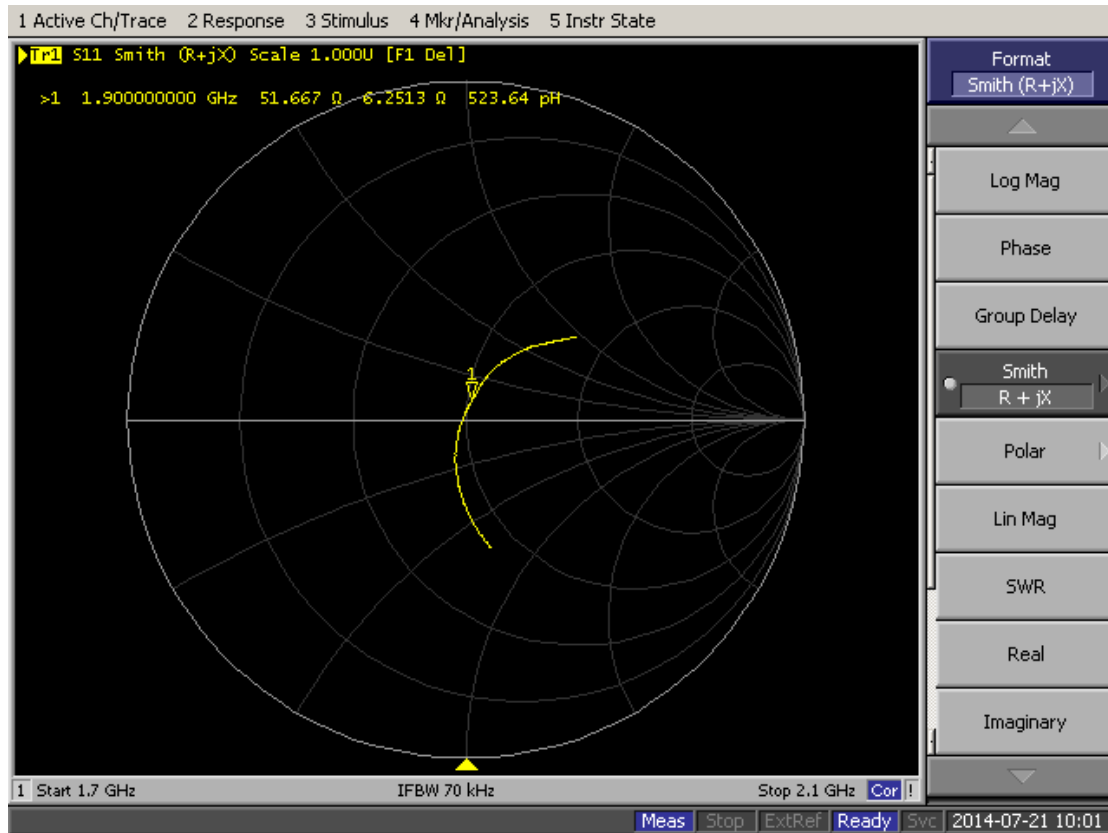 1 Active Ch/Trace 2 Response 3 Stimulus 4 Mkr/Analysis 5 Instr State
Tr1 S11 Smith (R+jX) Scale 1.000U [F1 Del]
>1 1.900000000 GHz 51.667 Ω 6.2513 Ω 523.64 pH
1
Format
Smith (R+jX)
Log Mag
Phase
Group Delay
Smith
R + jX
Polar
Lin Mag
SWR
Real
Imaginary
1 Start 1.7 GHz IFBW 70 kHz Stop 2.1 GHz Cor !
Meas Stop ExtRef Ready Svc 2014-07-21 10:01